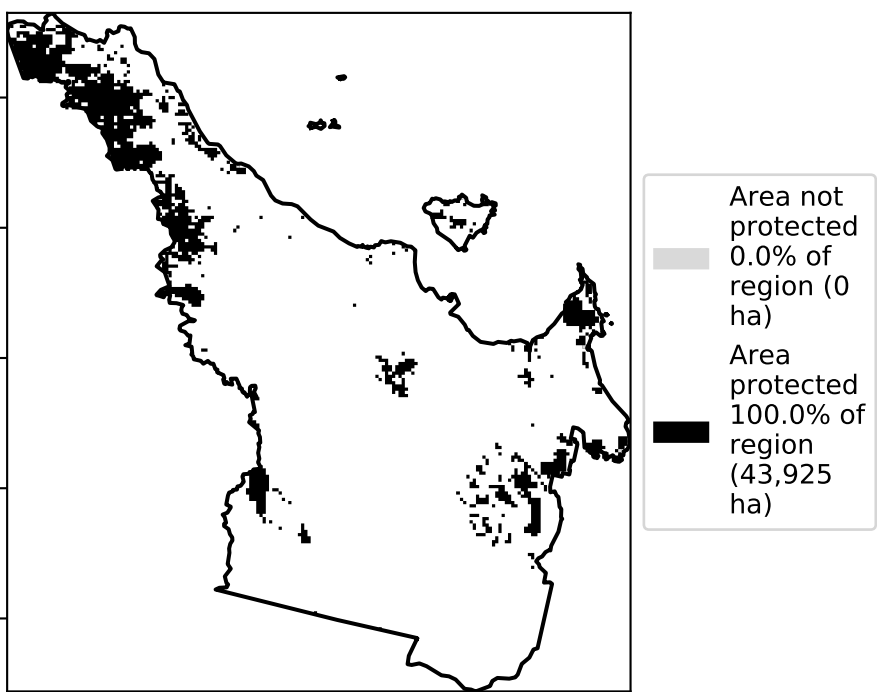 Area not
protected
0.0% of
region (0
ha)
Area
protected
100.0% of
region
(43,925
ha)